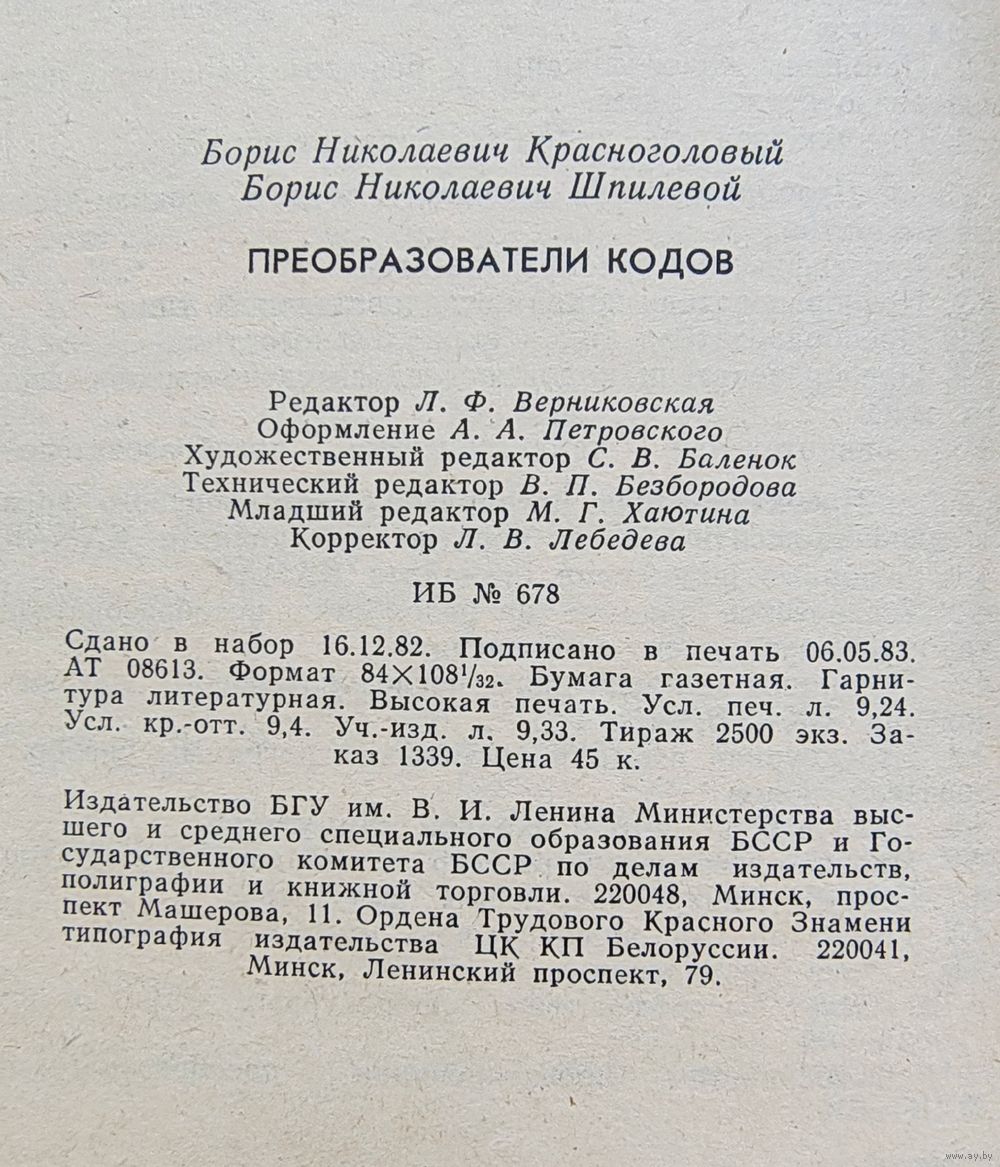 Борис Николаевич Красноголовый
Борис Николаевич Шпилевой
ПРЕОБРАЗОВАТЕЛИ КОДОВ
Редактор Л. Ф. Верниковская
Оформление А. А. Петровского
Художественный редактор С. В. Баленок
Технический редактор В. П. Безбородова
Младший редактор М. Г. Хаютина
Корректор Л. В. Лебедева
ИБ № 678
Сдано в набор 16.12.82. Подписано в печать 06.05.83.
АТ 08613. Формат 84×108¹/₃₂. Бумага газетная. Гарни-
тура литературная. Высокая печать. Усл. печ. л. 9,24.
Усл. кр.-отт. 9,4. Уч.-изд. л. 9,33. Тираж 2500 экз. За-
каз 1339. Цена 45 к.
Издательство БГУ им. В. И. Ленина Министерства выс-
шего и среднего специального образования БССР и Го-
сударственного комитета БССР по делам издательств,
полиграфии и книжной торговли. 220048, Минск, прос-
пект Машерова, 11. Ордена Трудового Красного Знамени
типография издательства ЦК КП Белоруссии. 220041,
Минск, Ленинский проспект, 79.
www.ay.by